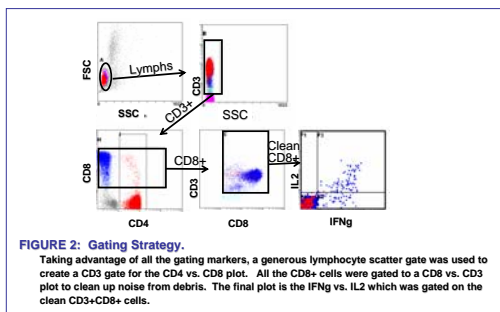 FSC
Lymphs
SSC
CD3
SSC
CD3+
CD8
CD4
CD8+
CD3
CD8
Clean
CD8+
IL2
IFNg
FIGURE 2: Gating Strategy.
Taking advantage of all the gating markers, a generous lymphocyte scatter gate was used to
create a CD3 gate for the CD4 vs. CD8 plot. All the CD8+ cells were gated to a CD8 vs. CD3
plot to clean up noise from debris. The final plot is the IFNg vs. IL2 which was gated on the
clean CD3+CD8+ cells.